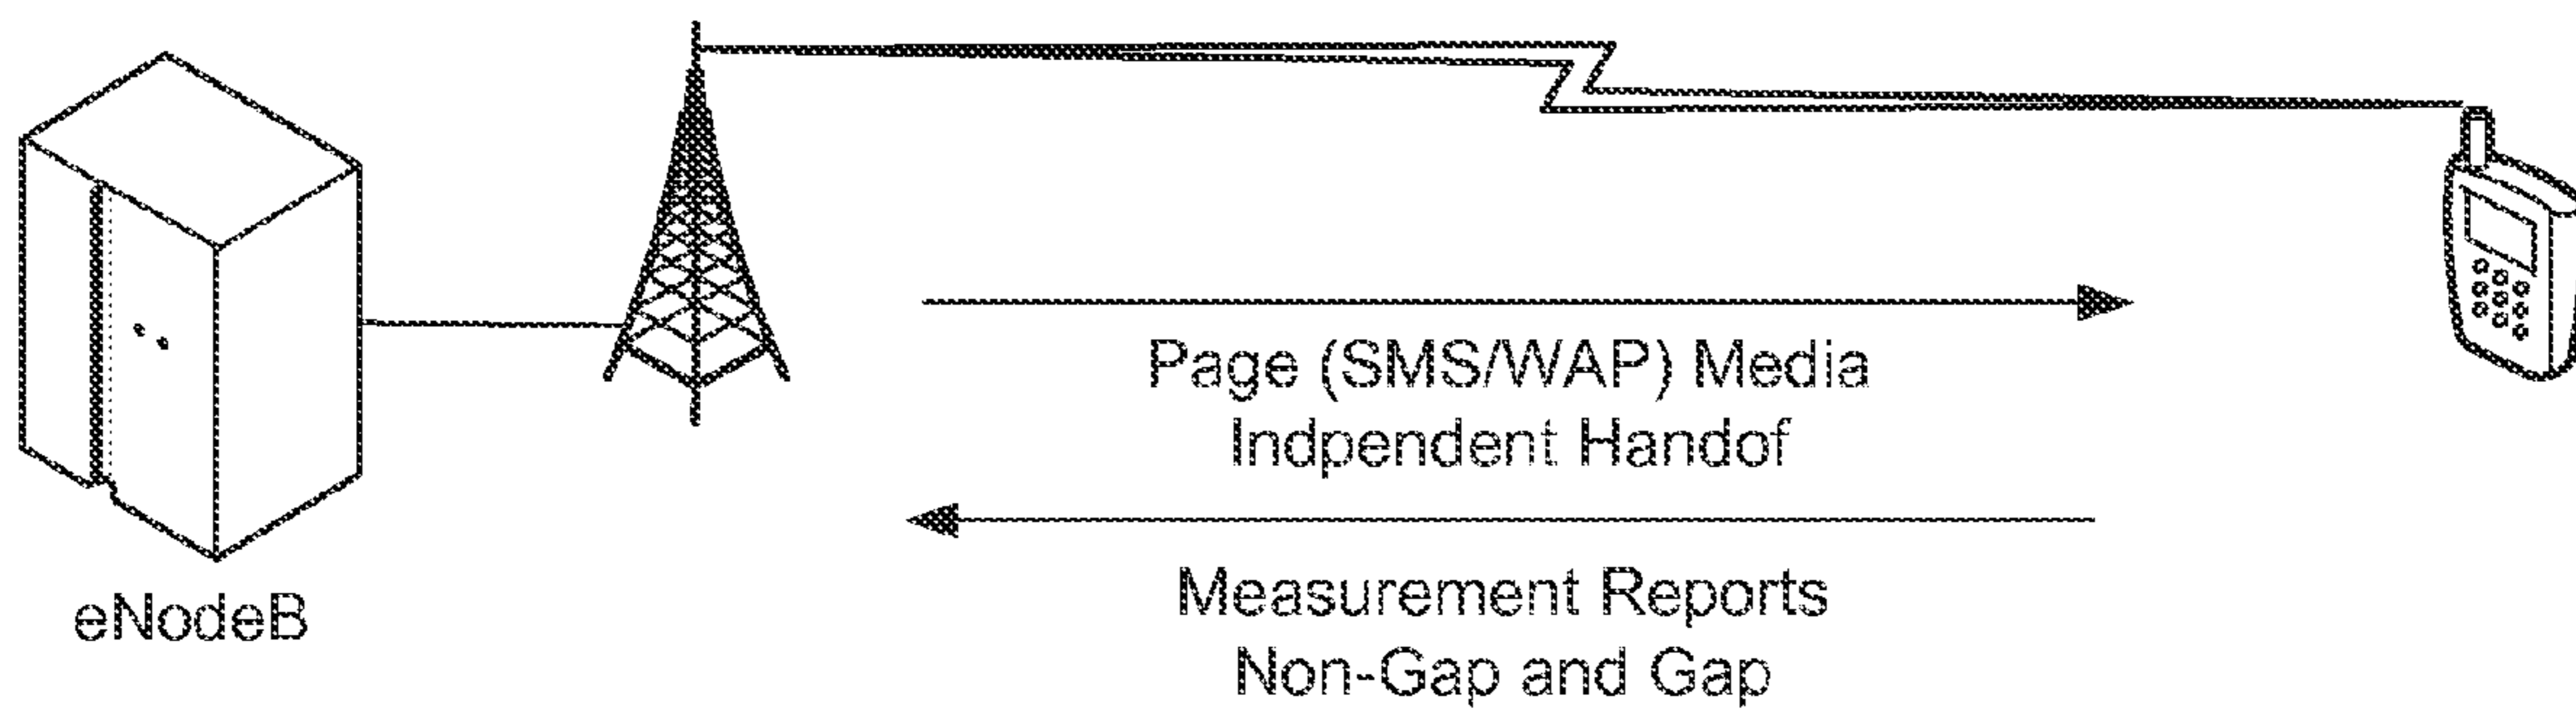 Page (SMS/WAP) Media
Indpendent Handof
eNodeB
Measurement Reports
Non-Gap and Gap